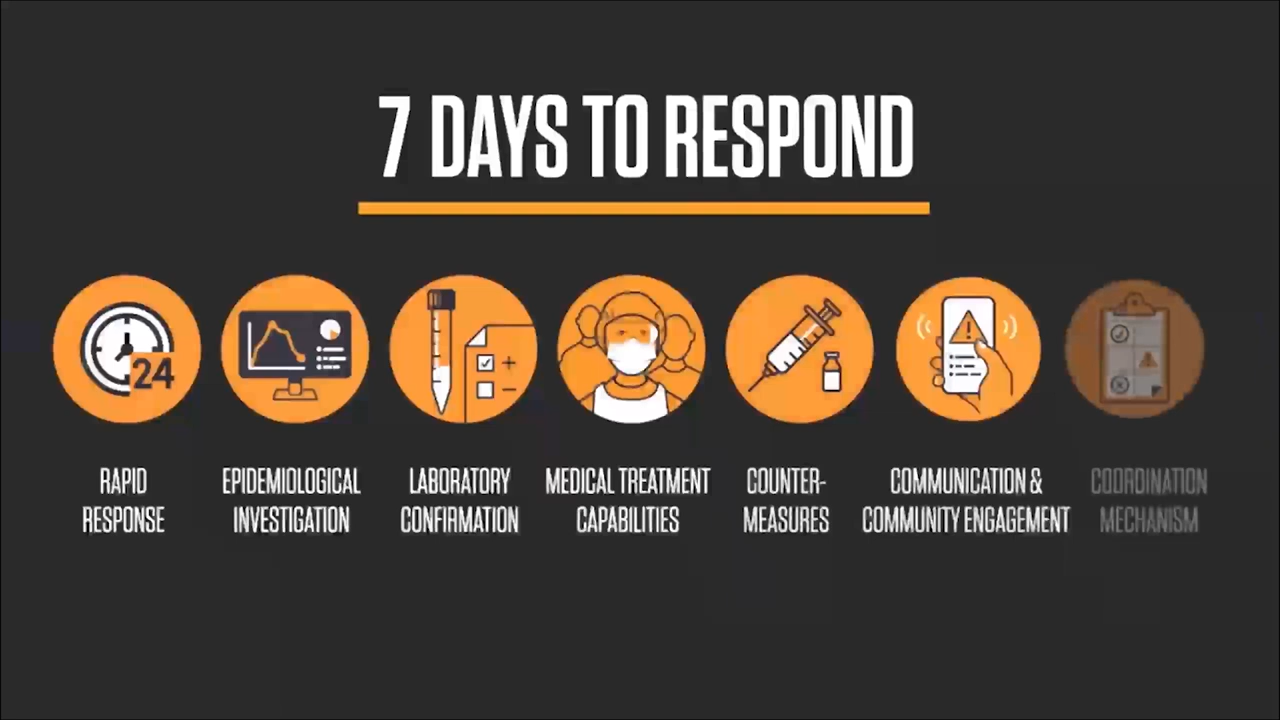 7 DAYS TO RESPOND
24
RAPID
RESPONSE
EPIDEMIOLOGICAL
INVESTIGATION
LABORATORY
CONFIRMATION
MEDICAL TREATMENT
CAPABILITIES
COUNTER-
MEASURES
COMMUNICATION &
COMMUNITY ENGAGEMENT
COORDINATION
MECHANISM